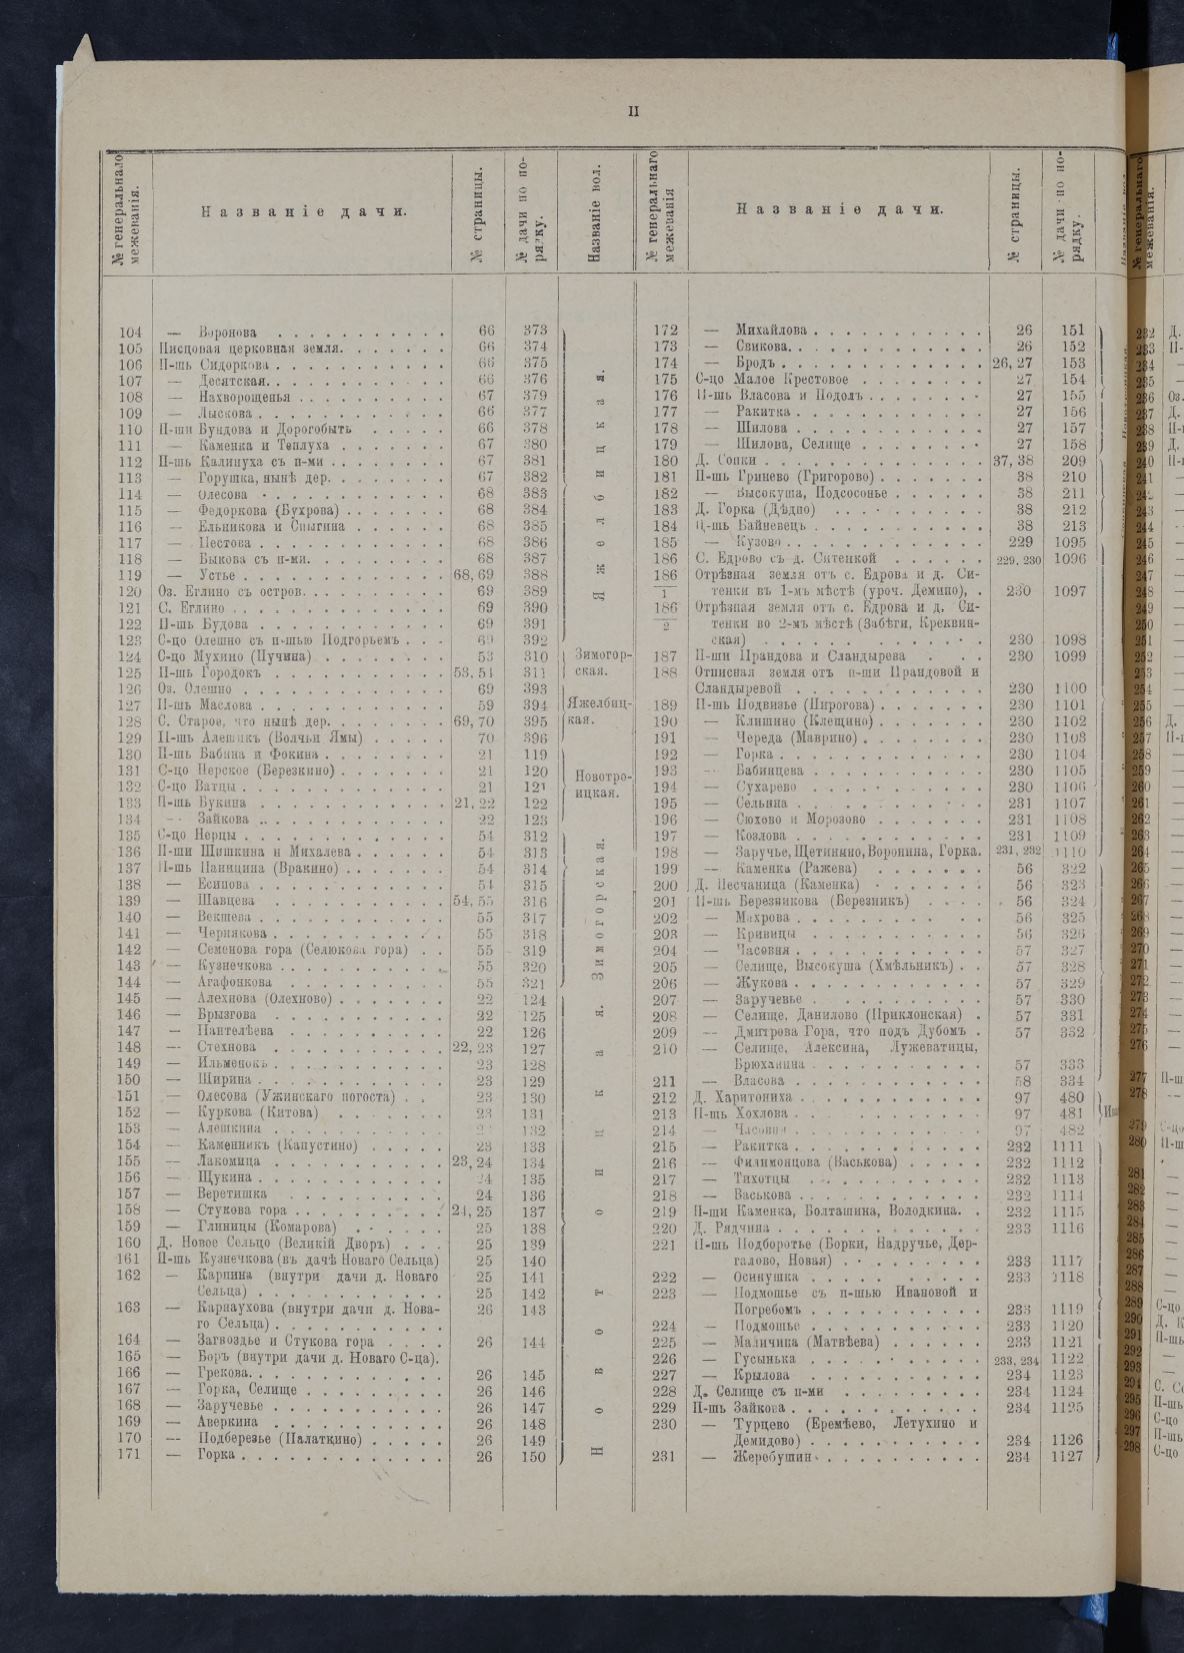 II
№ генеральнаго межеванія.
Названіе дачи.
№ страницы.
№ дачи по порядку.
Названіе вол.
104 — Воронова 66 373
105 Писцовая церковная земля. 66 374
106 П-шь Сидоркова 66 375
107 — Десятская. 66 376
108 — Нахворощенья 67 379
109 — Лыскова 66 377
110 П-ши Бундова и Дорогобыть 66 378
111 — Каменка и Теплуха 67 380
112 П-шь Калинуха съ п-ми 67 381
113 — Горушка, нынѣ дер. 67 382
114 — Олесова 68 383
115 — Федоркова (Бухрова) 68 384
116 — Ельникова и Сныгина 68 385
117 — Пестова 68 386
118 — Быкова съ п-ми. 68 387
119 — Устье 68, 69 388
120 Оз. Еглино съ остров. 69 389
121 С. Еглино 69 390
122 П-шь Будова 69 391
123 С-цо Олешно съ п-шью Подгорьемъ 69 392
Яжелобицкая.
124 С-цо Мухино (Пучина) 53 310
125 П-шь Городокъ 53, 54 311
Зимогорская.
126 Оз. Олешно 69 393
127 П-шь Маслова 59 394
128 С. Старое, что нынѣ дер. 69, 70 395
129 П-шь Алешикъ (Волчьи Ямы) 70 396
Яжелбицкая.
130 П-шь Бабина и Фокина 21 119
131 С-цо Перское (Березкино) 21 120
132 С-цо Ватцы 21 121
133 П-шь Букина 21, 22 122
134 — Зайкова 22 123
Новотроицкая.
135 С-цо Нерцы 54 312
136 П-ши Шишкина и Михалева 54 313
137 П-шь Паницина (Вракино) 54 314
138 — Есипова 54 315
139 — Шавцева 54, 55 316
140 — Векшева 55 317
141 — Чернякова 55 318
142 — Семенова гора (Селюкова гора) 55 319
143 — Кузнечкова 55 320
144 — Агафонкова 55 321
Зимогорская.
145 — Алехнова (Олехново) 22 124
146 — Брызгова 22 125
147 — Пантелѣева 22 126
148 — Стехнова 22, 23 127
149 — Ильменокъ 23 128
150 — Ширина 23 129
151 — Олесова (Ужинскаго погоста) 23 130
152 — Куркова (Китова) 23 131
153 — Алешкина 132
154 — Каменникъ (Капустино) 23 133
155 — Лакомица 23, 24 134
156 — Щукина 24 135
157 — Веретишка 24 136
158 — Стукова гора 24, 25 137
159 — Глиницы (Комарова) 25 138
160 Д. Новое Сельцо (Великій Дворъ) 25 139
161 П-шь Кузнечкова (въ дачѣ Новаго Сельца) 25 140
162 — Карпина (внутри дачи д. Новаго 25 141
Сельца) 25 142
163 — Карнаухова (внутри дачи д. Нова- 26 143
го Сельца)
164 — Загвоздье и Стукова гора 26 144
165 — Боръ (внутри дачи д. Новаго С-ца).
166 — Грекова. 26 145
167 — Горка, Селище 26 146
168 — Заручевье 26 147
169 — Аверкина 26 148
170 — Подберезье (Палаткино) 26 149
171 — Горка 26 150
Новотроицкая.
№ генеральнаго межеванія
Названіе дачи.
№ страницы.
№ дачи по порядку.
172 — Михайлова 26 151
173 — Свикова. 26 152
174 — Бродъ 26, 27 153
175 С-цо Малое Крестовое 27 154
176 П-шь Власова и Подолъ 27 155
177 — Ракитка 27 156
178 — Шилова 27 157
179 — Шилова, Селище 27 158
180 Д. Сопки 37, 38 209
181 П-шь Гринево (Григорово) 38 210
182 — Высокуша, Подсосонье 38 211
183 Д. Горка (Дѣдно) 38 212
184 П-шь Вайневецъ 38 213
185 — Кузово 229 1095
186 С. Едрово съ д. Ситенкой 229, 230 1096
186/1 Отрѣзная земля отъ с. Едрова и д. Си-
тенки въ 1-мъ мѣстѣ (уроч. Демино), 230 1097
186/2 Отрѣзная земля отъ с. Едрова и д. Си-
тенки во 2-мъ мѣстѣ (Забѣги, Креквин-
ская) 230 1098
187 П-ши Прандова и Сландырева 230 1099
188 Отписная земля отъ п-ши Прандовой и
Сландыревой 230 1100
189 П-шь Подвизье (Пирогова) 230 1101
190 — Клишино (Клещино) 230 1102
191 — Череда (Маврино) 230 1103
192 — Горка 230 1104
193 — Бабинцева 230 1105
194 — Сухарево 230 1106
195 — Сельяна 231 1107
196 — Сюхово и Морозово 231 1108
197 — Козлова 231 1109
198 — Заручье, Щетинино, Воронина, Горка. 231, 232 1110
199 — Каменка (Ражева) 56 322
200 Д. Песчаница (Каменка) 56 323
201 П-шь Березникова (Березникъ) 56 324
202 — Махрова 56 325
203 — Кривицы 56 326
204 — Часовня 57 327
205 — Селище, Высокуша (Хмѣльникъ) 57 328
206 — Жукова 57 329
207 — Заручевье 57 330
208 — Селище, Данилово (Приклонская) 57 331
209 — Дмитрова Гора, что подъ Дубомъ 57 332
210 — Селище, Алексина, Лужеватицы,
Брюханина 57 333
211 — Власова 58 334
212 Д. Харитониха 97 480
213 П-шь Хохлова 97 481
214 — Часовня 97 482
215 — Ракитка 232 1111
216 — Филимонцова (Васькова) 232 1112
217 — Тихотцы 232 1113
218 — Васькова 232 1114
219 П-ши Каменка, Болташина, Володкина. 232 1115
220 Д. Рядчина 233 1116
221 П-шь Подборотье (Борки, Надручье, Дер-
галово, Новая) 233 1117
222 — Осинушка 233 1118
223 — Подмошье съ п-шью Ивановой и
Погребомъ 233 1119
224 — Подмошье 233 1120
225 — Маличина (Матвѣева) 233 1121
226 — Гусынька 233, 234 1122
227 — Крылова 234 1123
228 Д. Селище съ п-ми 234 1124
229 П-шь Зайкова 234 1125
230 — Турцево (Еремѣево, Летухино и
Демидово) 234 1126
231 — Жеребушин 234 1127